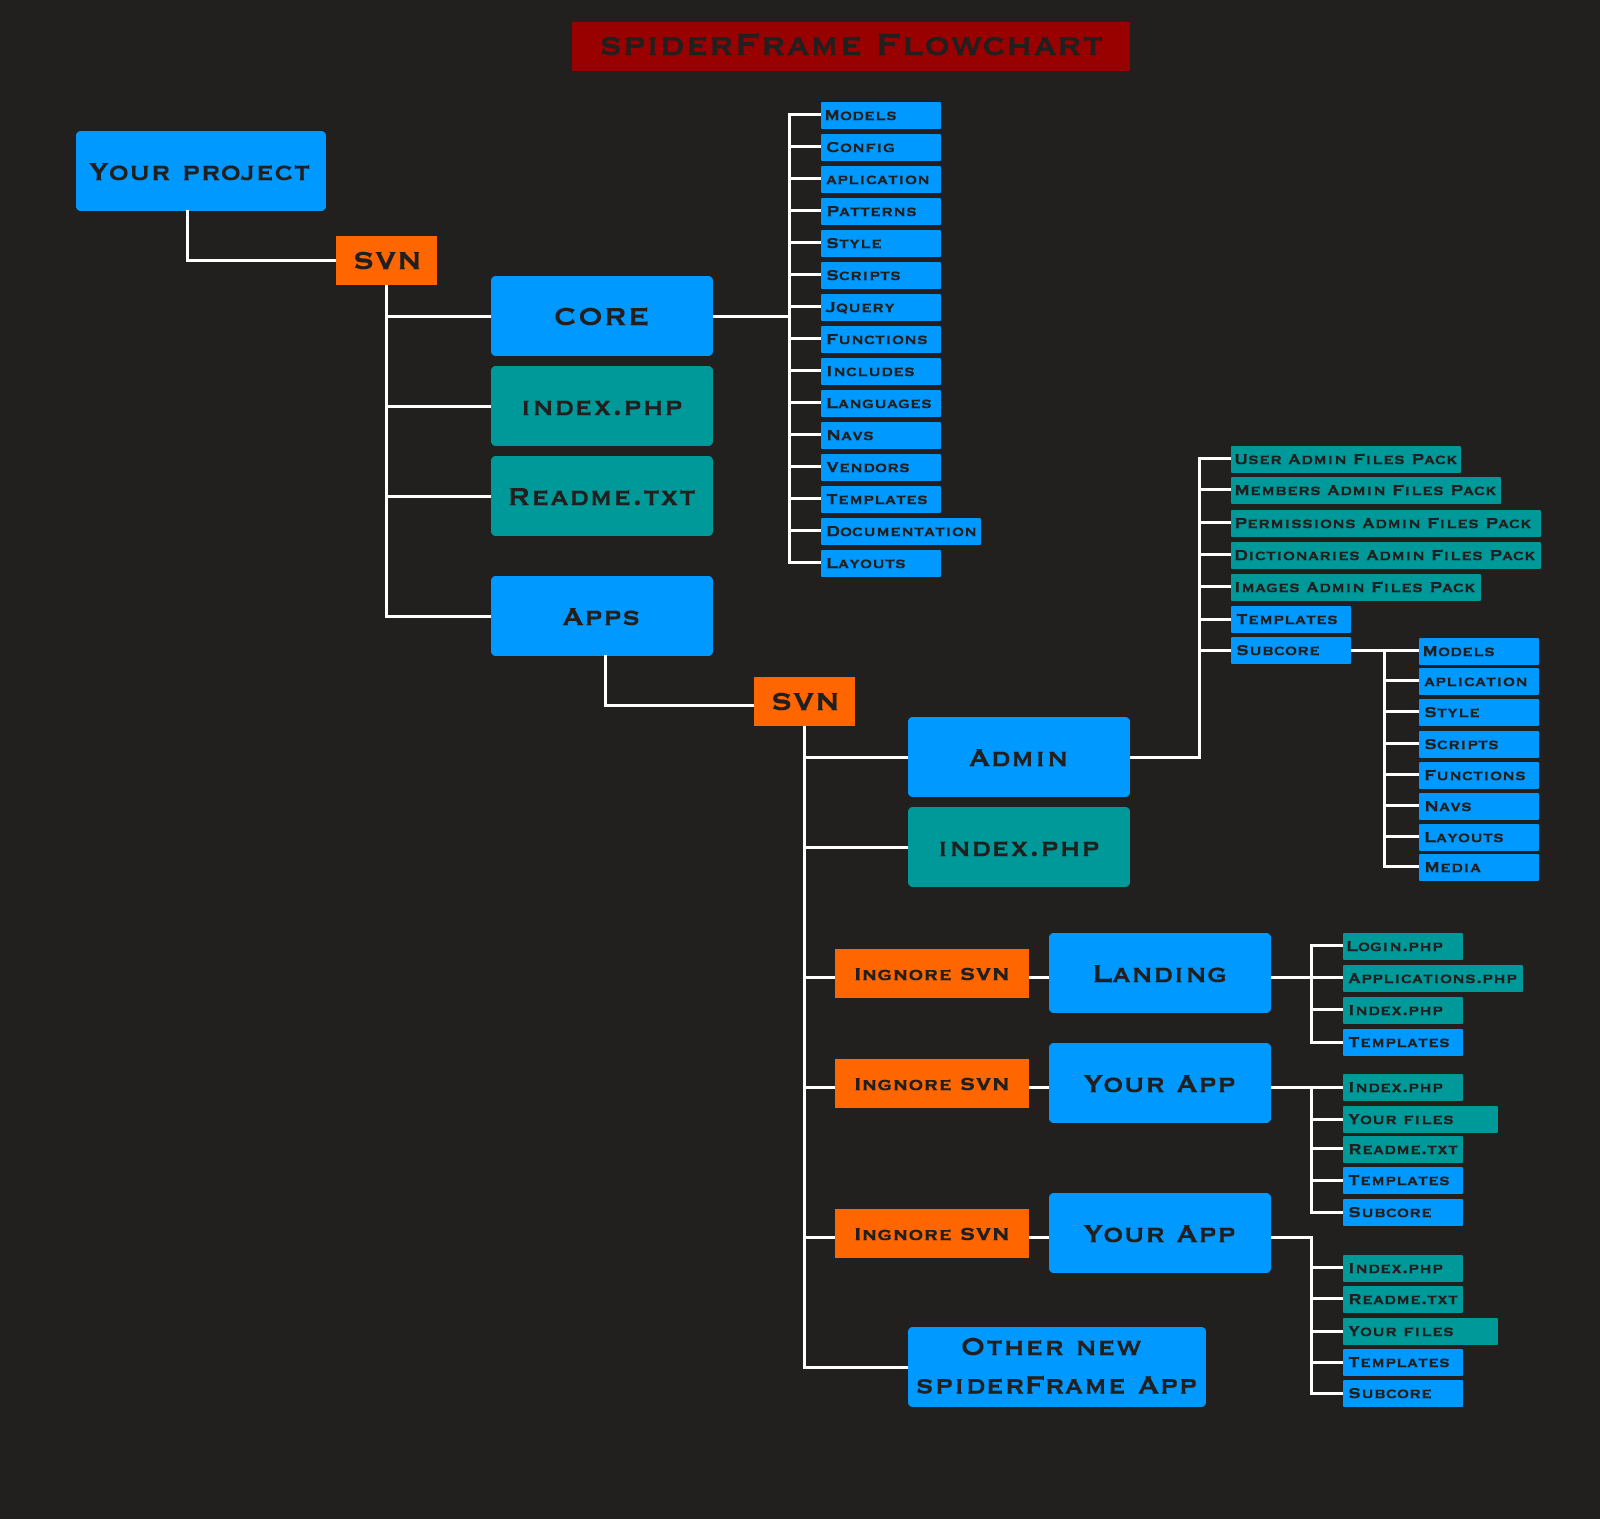 spiderFrame Flowchart
Your project
SVN
CORE
index.php
Readme.txt
Apps
Models
Config
aplication
Patterns
Style
Scripts
Jquery
Functions
Includes
Languages
Navs
Vendors
Templates
Documentation
Layouts
SVN
Admin
index.php
User Admin Files Pack
Members Admin Files Pack
Permissions Admin Files Pack
Dictionaries Admin Files Pack
Images Admin Files Pack
Templates
Subcore
Models
aplication
Style
Scripts
Functions
Navs
Layouts
Media
Ingnore SVN
Landing
Login.php
Applications.php
Index.php
Templates
Ingnore SVN
Your App
Index.php
Your files
Readme.txt
Templates
Subcore
Ingnore SVN
Your App
Index.php
Readme.txt
Your files
Templates
Subcore
Other new
spiderFrame App